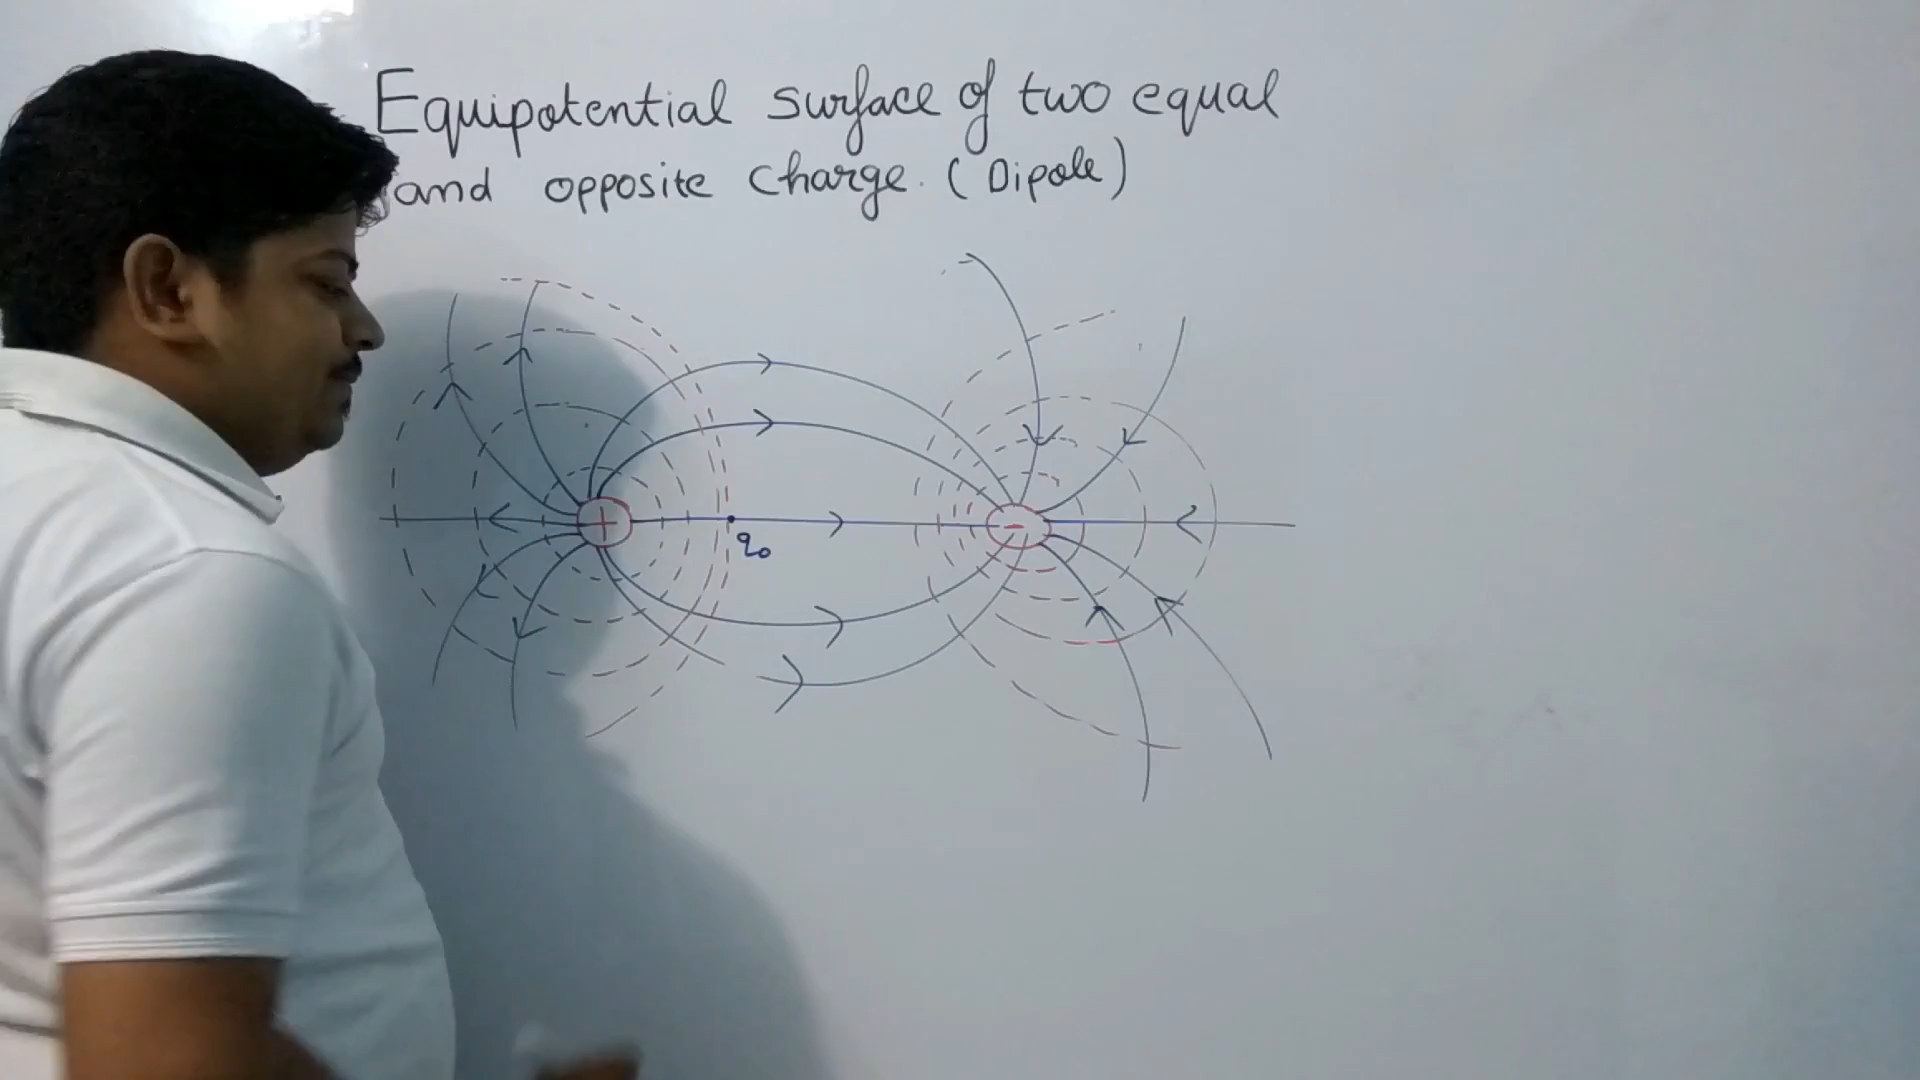 Equipotential surface of two equal
and opposite charge. (Dipole)
+
-
q₀